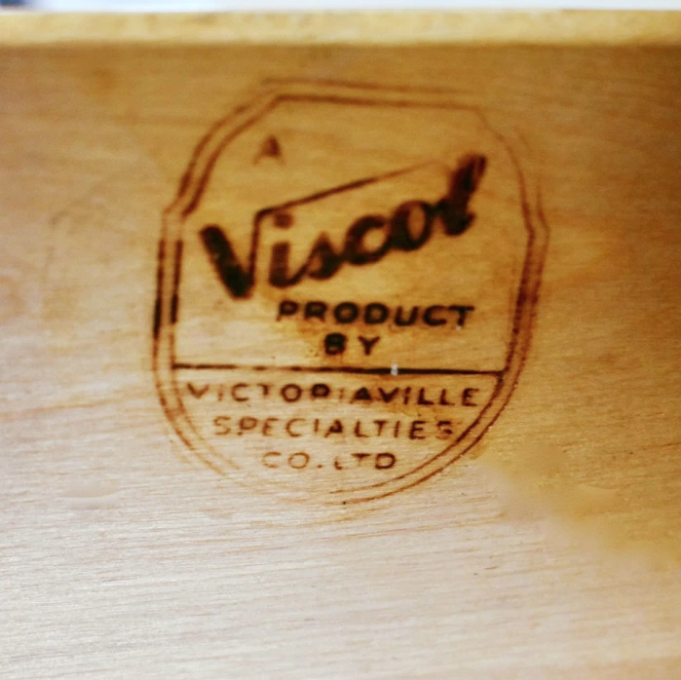 A
Viscol
PRODUCT
BY
VICTORIAVILLE
SPECIALTIES
CO. LTD